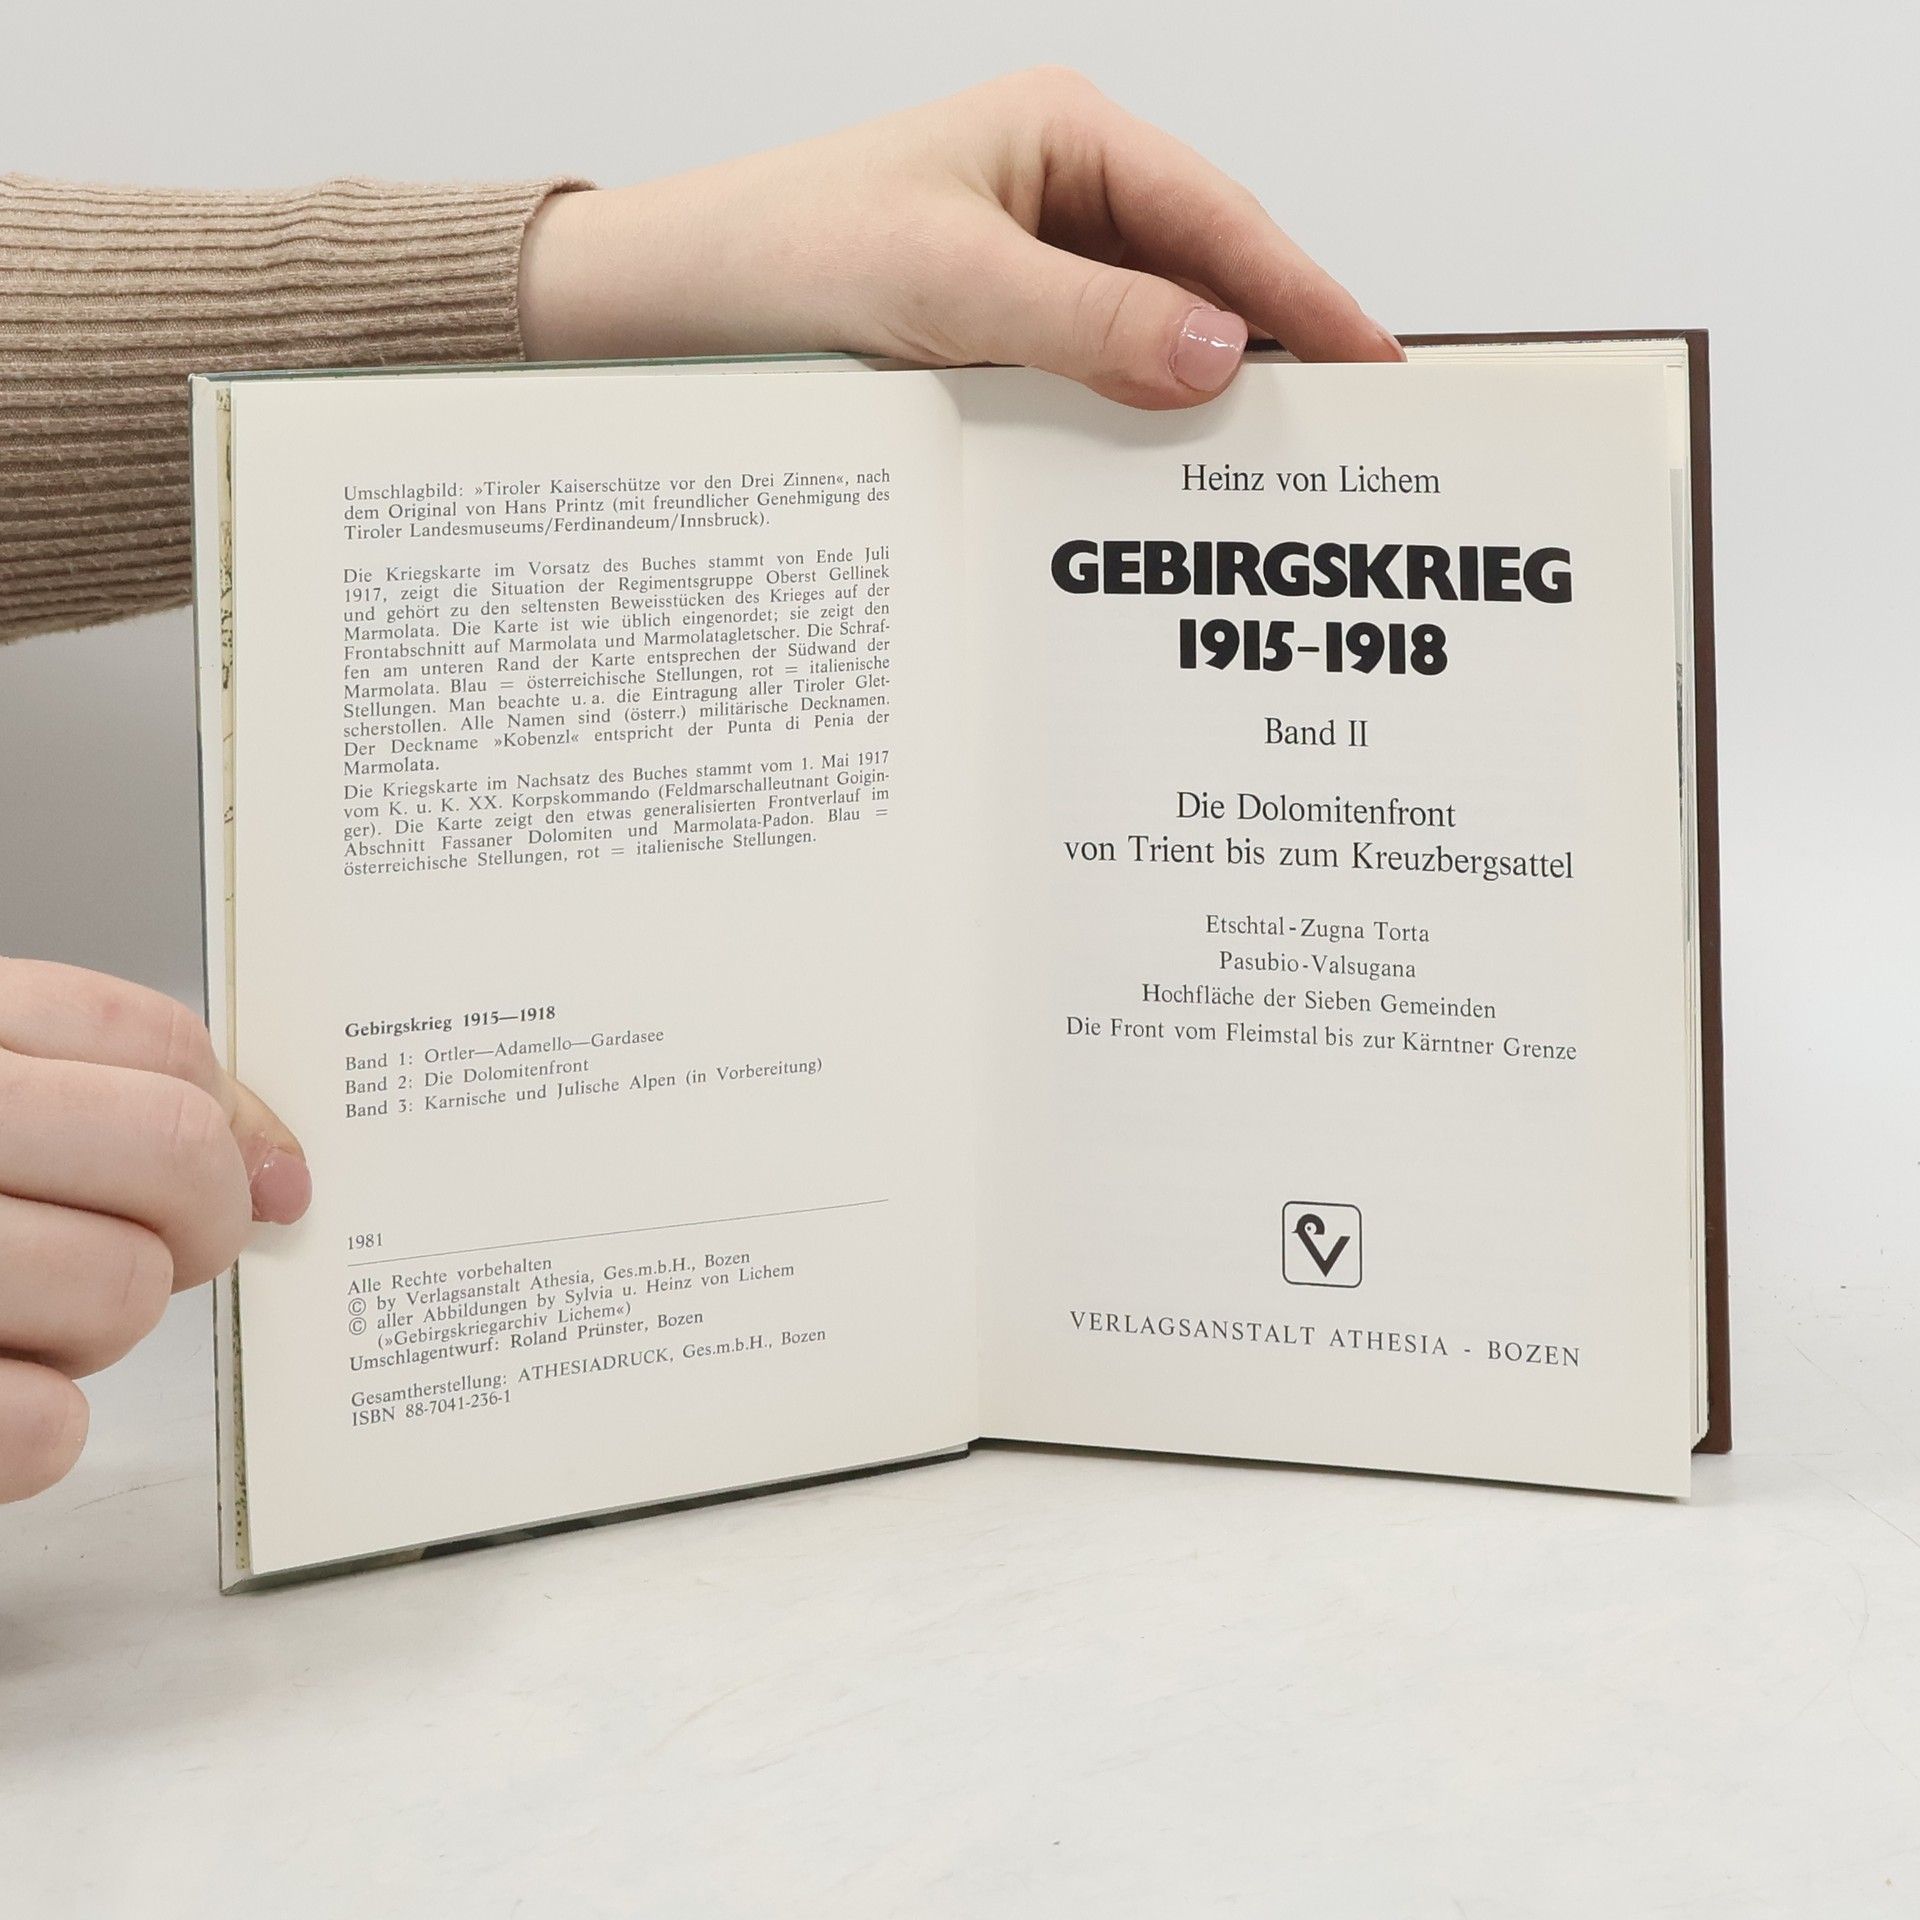 Umschlagbild: »Tiroler Kaiserschütze vor den Drei Zinnen«, nach
dem Original von Hans Printz (mit freundlicher Genehmigung des
Tiroler Landesmuseums/Ferdinandeum/Innsbruck).
Die Kriegskarte im Vorsatz des Buches stammt von Ende Juli
1917, zeigt die Situation der Regimentsgruppe Oberst Gellinek
und gehört zu den seltensten Beweisstücken des Krieges auf der
Marmolata. Die Karte ist wie üblich eingenordet; sie zeigt den
Frontabschnitt auf Marmolata und Marmolatagletscher. Die Schraf-
fen am unteren Rand der Karte entsprechen der Südwand der
Marmolata. Blau = österreichische Stellungen, rot = italienische
Stellungen. Man beachte u. a. die Eintragung aller Tiroler Glet-
scherstollen. Alle Namen sind (österr.) militärische Decknamen.
Der Deckname »Kobenzl« entspricht der Punta di Penia der
Marmolata.
Die Kriegskarte im Nachsatz des Buches stammt vom 1. Mai 1917
vom K. u. K. XX. Korpskommando (Feldmarschalleutnant Goigin-
ger). Die Karte zeigt den etwas generalisierten Frontverlauf im
Abschnitt Fassaner Dolomiten und Marmolata-Padon. Blau =
österreichische Stellungen, rot = italienische Stellungen.
Gebirgskrieg 1915—1918
Band 1: Ortler—Adamello—Gardasee
Band 2: Die Dolomitenfront
Band 3: Karnische und Julische Alpen (in Vorbereitung)
1981
Alle Rechte vorbehalten
© by Verlagsanstalt Athesia, Ges.m.b.H., Bozen
© aller Abbildungen by Sylvia u. Heinz von Lichem
(»Gebirgskriegarchiv Lichem«)
Umschlagentwurf: Roland Prünster, Bozen
Gesamtherstellung: ATHESIADRUCK, Ges.m.b.H., Bozen
ISBN 88-7041-236-1
Heinz von Lichem
GEBIRGSKRIEG
1915-1918
Band II
Die Dolomitenfront
von Trient bis zum Kreuzbergsattel
Etschtal - Zugna Torta
Pasubio - Valsugana
Hochfläche der Sieben Gemeinden
Die Front vom Fleimstal bis zur Kärntner Grenze
VERLAGSANSTALT ATHESIA - BOZEN